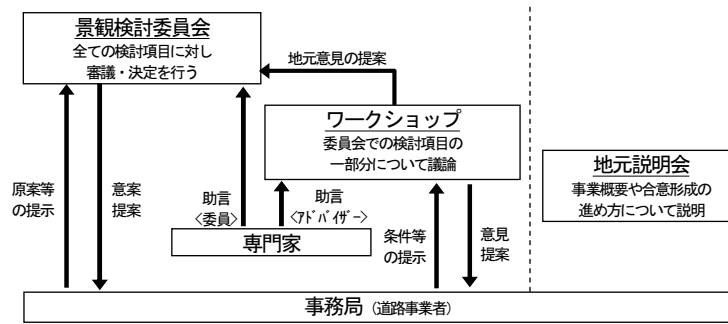 景観検討委員会
全ての検討項目に対し
審議・決定を行う
地元意見の提案
ワークショップ
委員会での検討項目の
一部分について議論
地元説明会
事業概要や合意形成の
進め方について説明
原案等
の提示
意案
提案
助言
〈委員〉
助言
〈ｱﾄﾞﾊﾞｲｻﾞｰ〉
専門家
条件等
の提示
意見
提案
事務局（道路事業者）